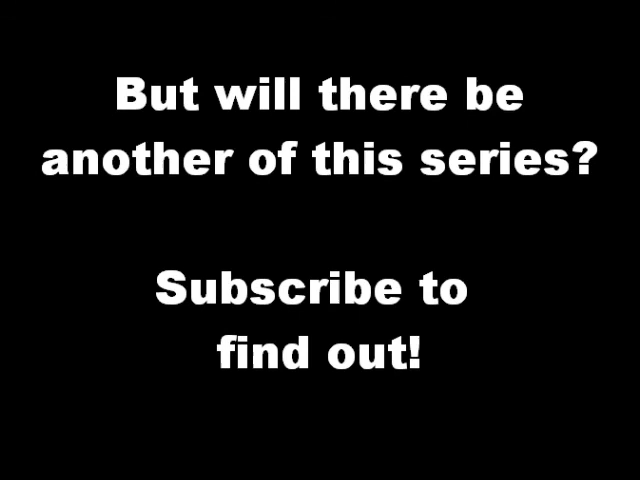 But will there be
another of this series?
Subscribe to
find out!